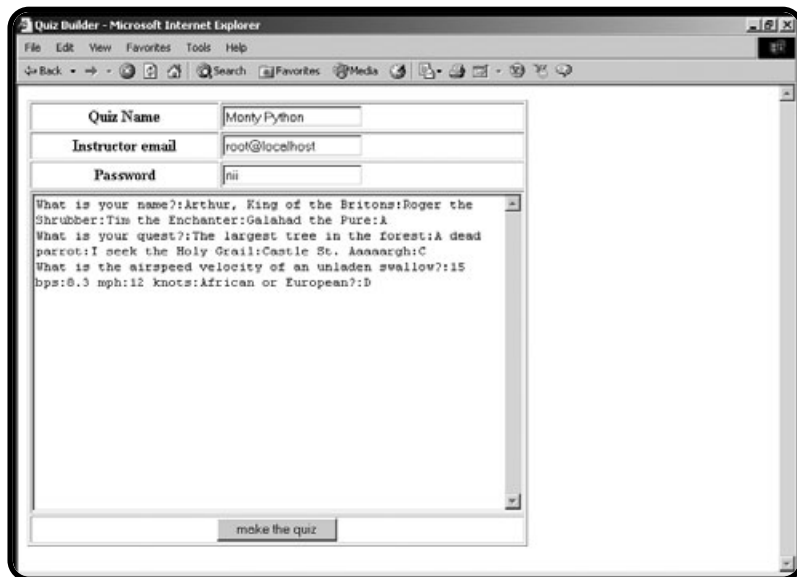 Quiz Builder - Microsoft Internet Explorer
File Edit View Favorites Tools Help
Back Search Favorites Media
Quiz Name Monty Python
Instructor email root@localhost
Password nii
What is your name?:Arthur, King of the Britons:Roger the
Shrubber:Tim the Enchanter:Galahad the Pure:A
What is your quest?:The largest tree in the forest:A dead
parrot:I seek the Holy Grail:Castle St. Aaaaargh:C
What is the airspeed velocity of an unladen swallow?:15
bps:8.3 mph:12 knots:African or European?:D
make the quiz